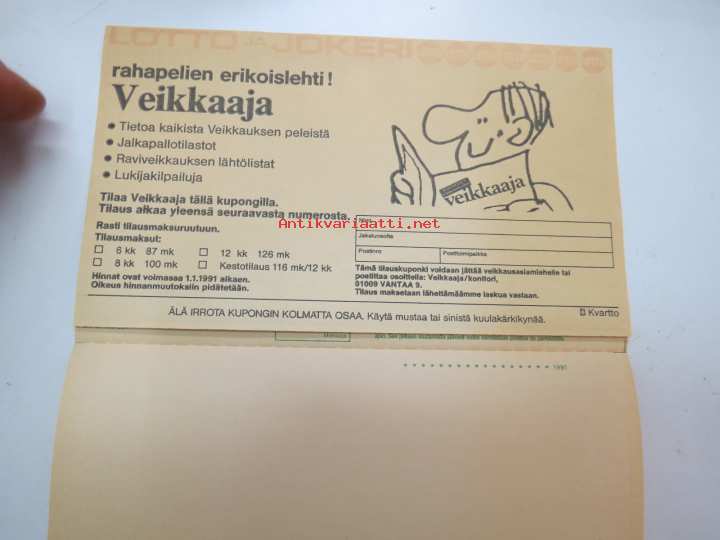 LOTTO JA JOKERI
rahapelien erikoislehti!
Veikkaaja
• Tietoa kaikista Veikkauksen peleistä
• Jalkapallotilastot
• Raviveikkauksen lähtölistat
• Lukijakilpailuja
veikkaaja
Tilaa Veikkaaja tällä kupongilla.
Tilaus alkaa yleensä seuraavasta numerosta.
Rasti tilausmaksuruutuun.
Tilausmaksut:
□ 6 kk 87 mk □ 12 kk 126 mk
□ 8 kk 100 mk □ Kestotilaus 116 mk/12 kk
Hinnat ovat voimassa 1.1.1991 alkaen.
Oikeus hinnanmuutoksiin pidätetään.
Nimi
Jakeluosoite
Postinro Postitoimipaikka
Tämä tilauskuponki voidaan jättää veikkausasiamiehelle tai
postittaa osoitteella: Veikkaaja/konttori,
01009 VANTAA 9.
Tilaus maksetaan lähettämäämme laskua vastaan.
ÄLÄ IRROTA KUPONGIN KOLMATTA OSAA. Käytä mustaa tai sinistä kuulakärkikynää.
Kvartto
1991
Antikvariaatti.net